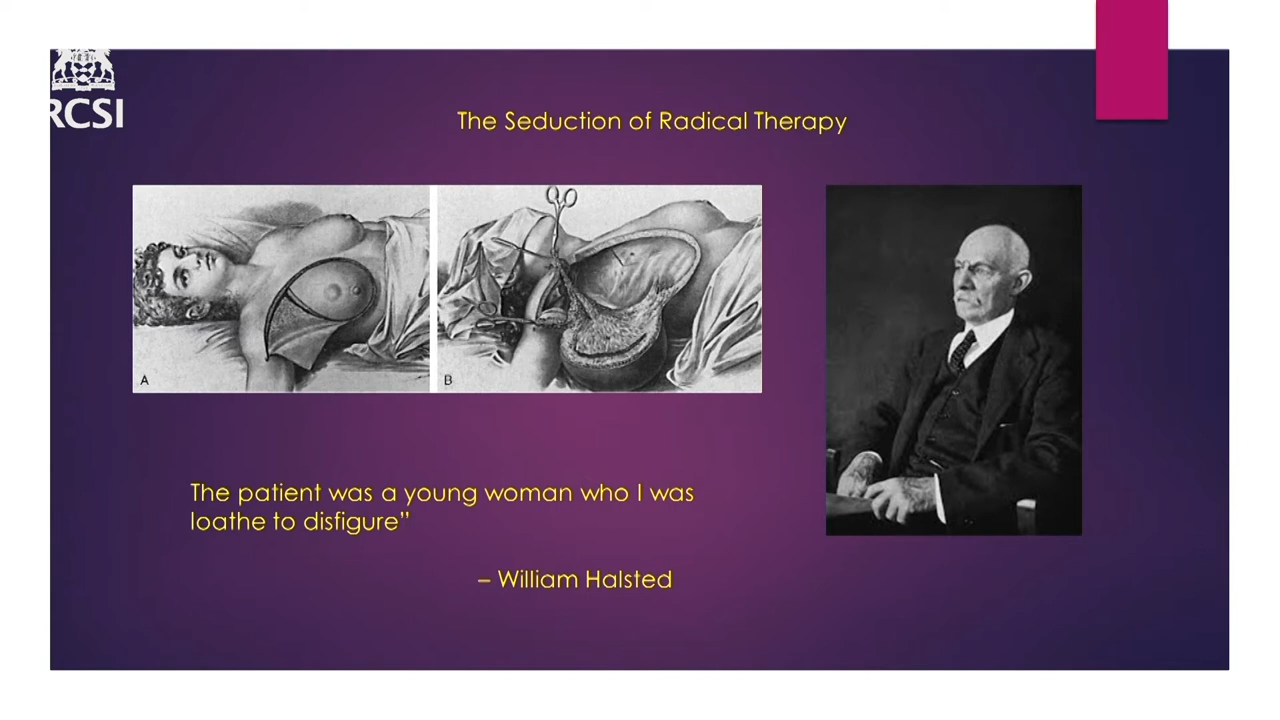 RCSI
The Seduction of Radical Therapy
A
B
The patient was a young woman who I was
loathe to disfigure”
– William Halsted